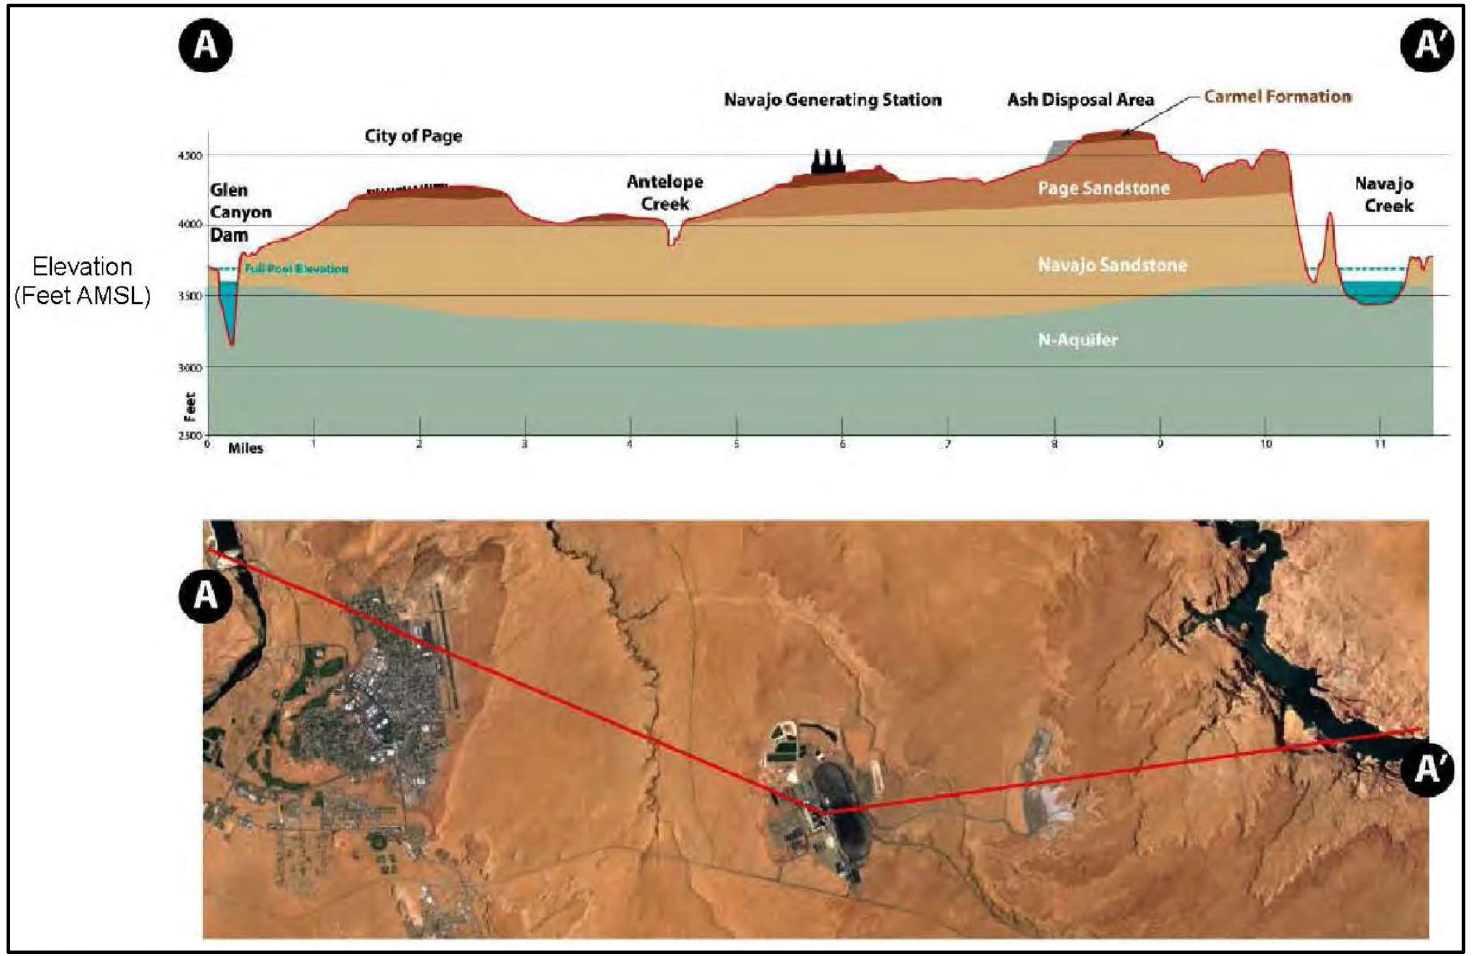 A
A'
Navajo Generating Station
Ash Disposal Area
Carmel Formation
City of Page
4500
Glen
Canyon
Dam
Antelope
Creek
Page Sandstone
Navajo
Creek
4000
Elevation
(Feet AMSL)
Full Pool Elevation
Navajo Sandstone
3500
N-Aquifer
3000
Feet
2500
0 1 2 3 4 5 6 7 8 9 10 11
Miles
A
A'